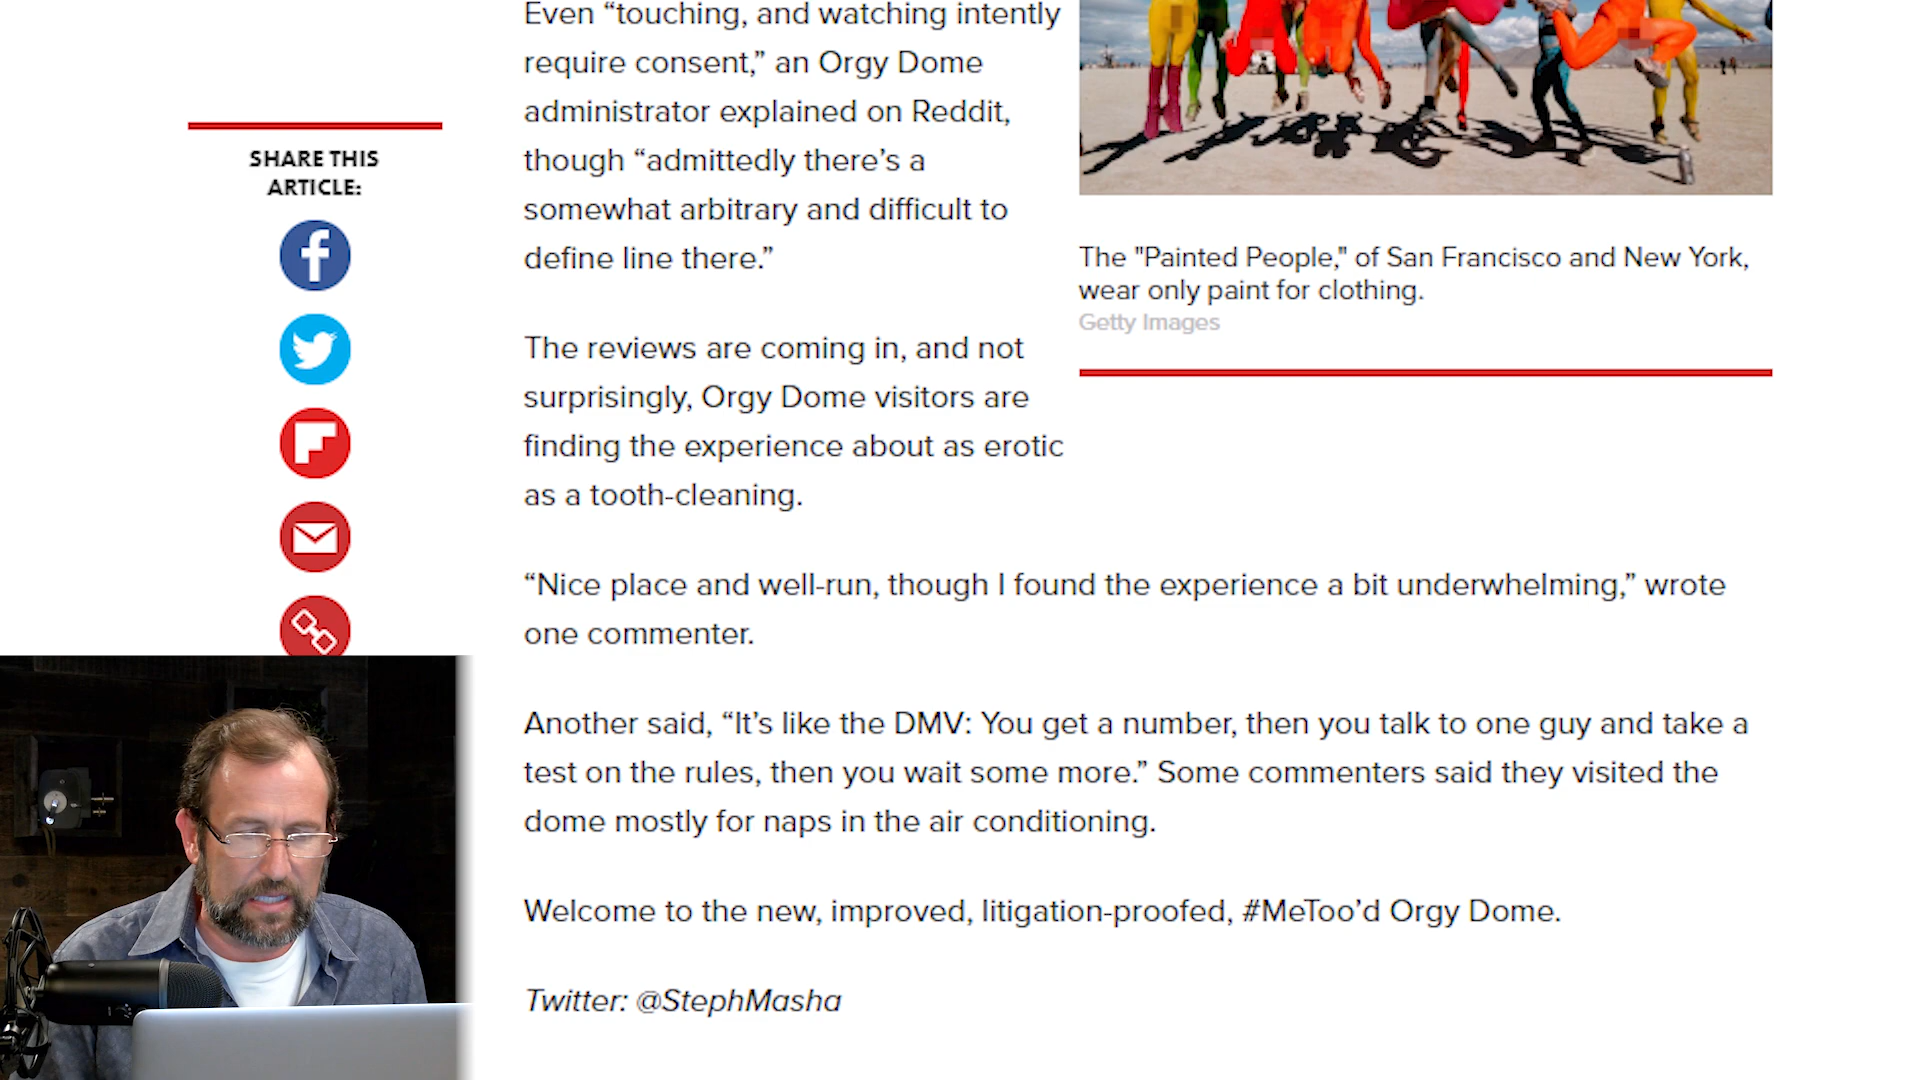 SHARE THIS
ARTICLE:
Even “touching, and watching intently
require consent,” an Orgy Dome
administrator explained on Reddit,
though “admittedly there’s a
somewhat arbitrary and difficult to
define line there.”
The "Painted People," of San Francisco and New York,
wear only paint for clothing.
Getty Images
The reviews are coming in, and not
surprisingly, Orgy Dome visitors are
finding the experience about as erotic
as a tooth-cleaning.
“Nice place and well-run, though I found the experience a bit underwhelming,” wrote
one commenter.
Another said, “It’s like the DMV: You get a number, then you talk to one guy and take a
test on the rules, then you wait some more.” Some commenters said they visited the
dome mostly for naps in the air conditioning.
Welcome to the new, improved, litigation-proofed, #MeToo’d Orgy Dome.
Twitter: @StephMasha